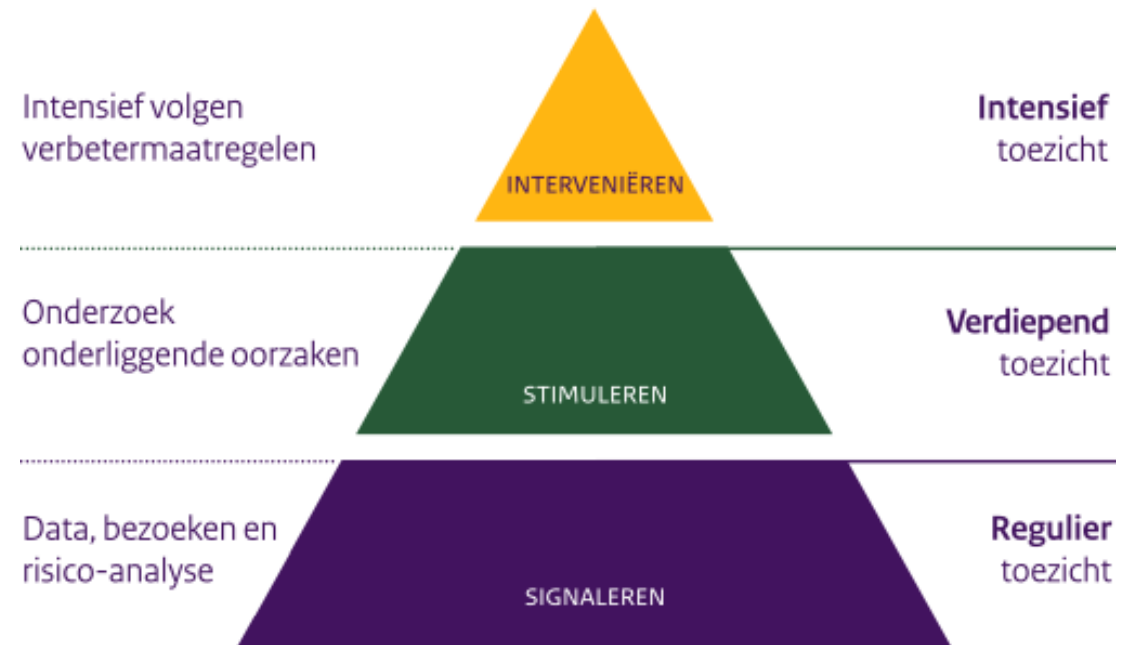 Intensief volgen
verbetermaatregelen
INTERVENIËREN
Intensief
toezicht
Onderzoek
onderliggende oorzaken
STIMULEREN
Verdiepend
toezicht
Data, bezoeken en
risico-analyse
SIGNALEREN
Regulier
toezicht